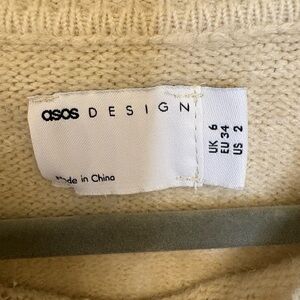 asos DESIGN
Made in China
UK 6
EU 34
US 2